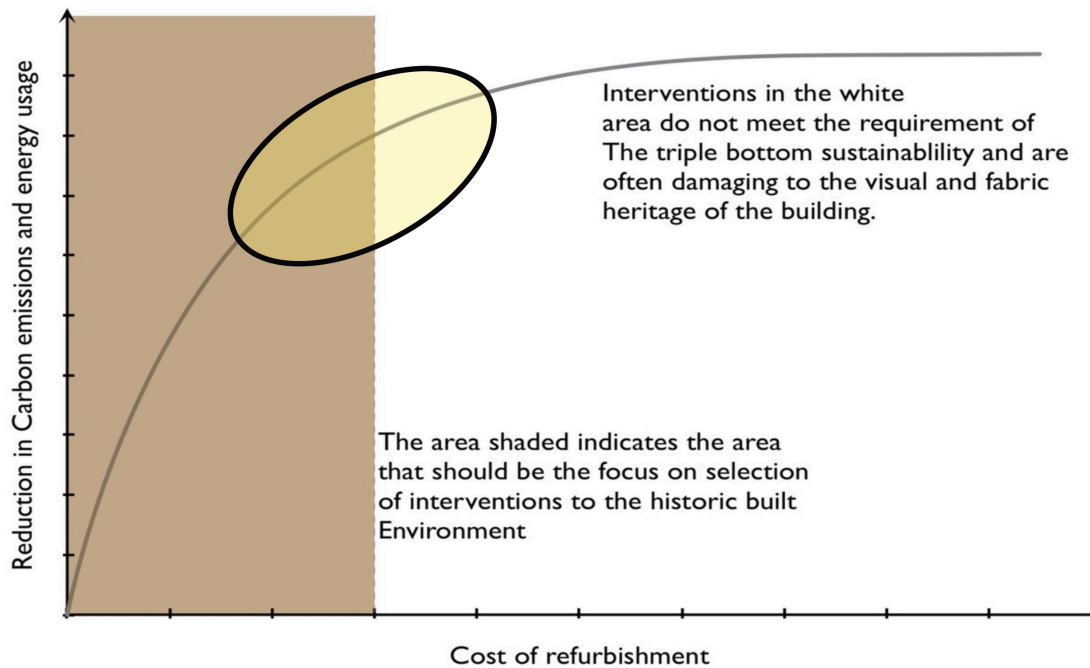 Reduction in Carbon emissions and energy usage
Interventions in the white
area do not meet the requirement of
The triple bottom sustainablility and are
often damaging to the visual and fabric
heritage of the building.
The area shaded indicates the area
that should be the focus on selection
of interventions to the historic built
Environment
Cost of refurbishment